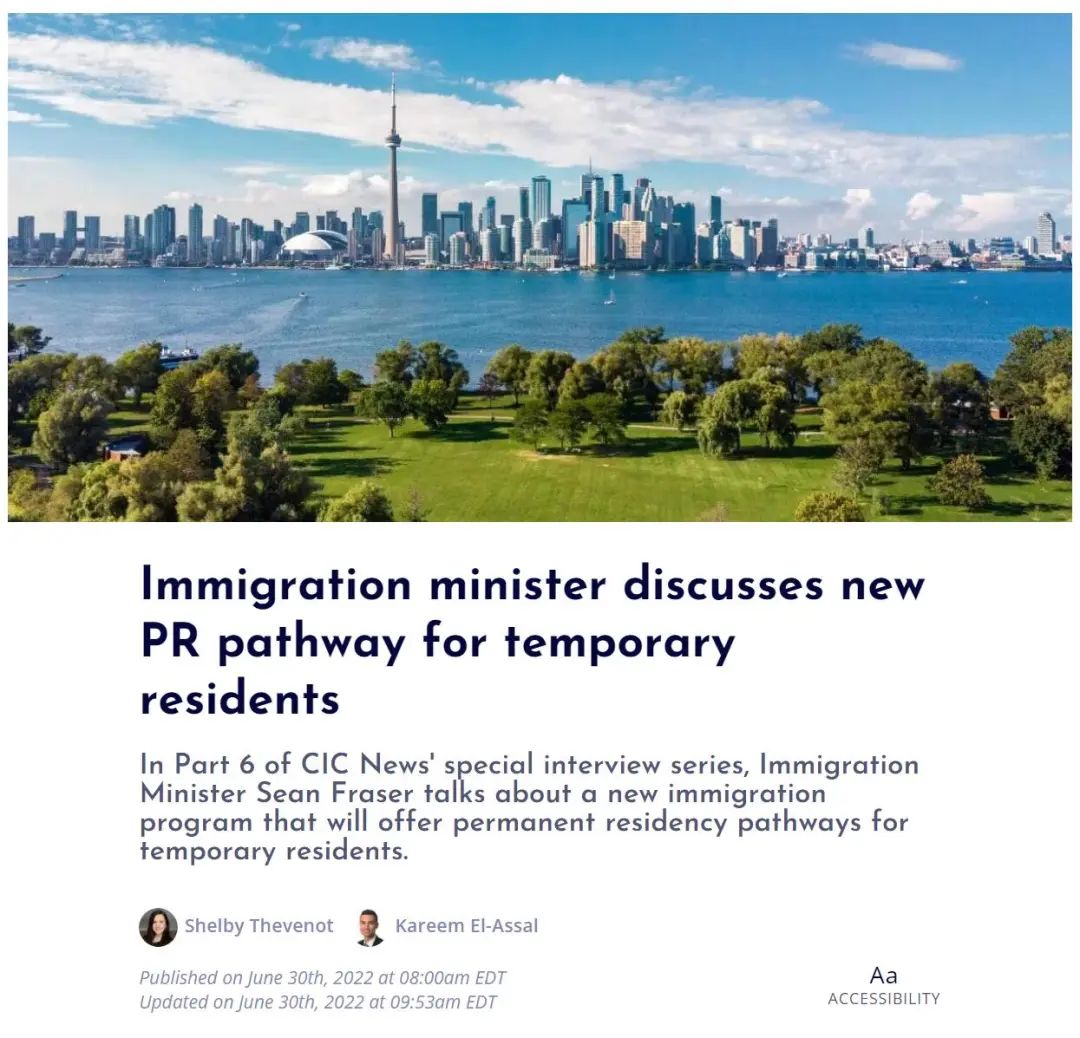 Immigration minister discusses new
PR pathway for temporary
residents
In Part 6 of CIC News' special interview series, Immigration
Minister Sean Fraser talks about a new immigration
program that will offer permanent residency pathways for
temporary residents.
Shelby Thevenot Kareem El-Assal
Published on June 30th, 2022 at 08:00am EDT
Updated on June 30th, 2022 at 09:53am EDT
Aa
ACCESSIBILITY